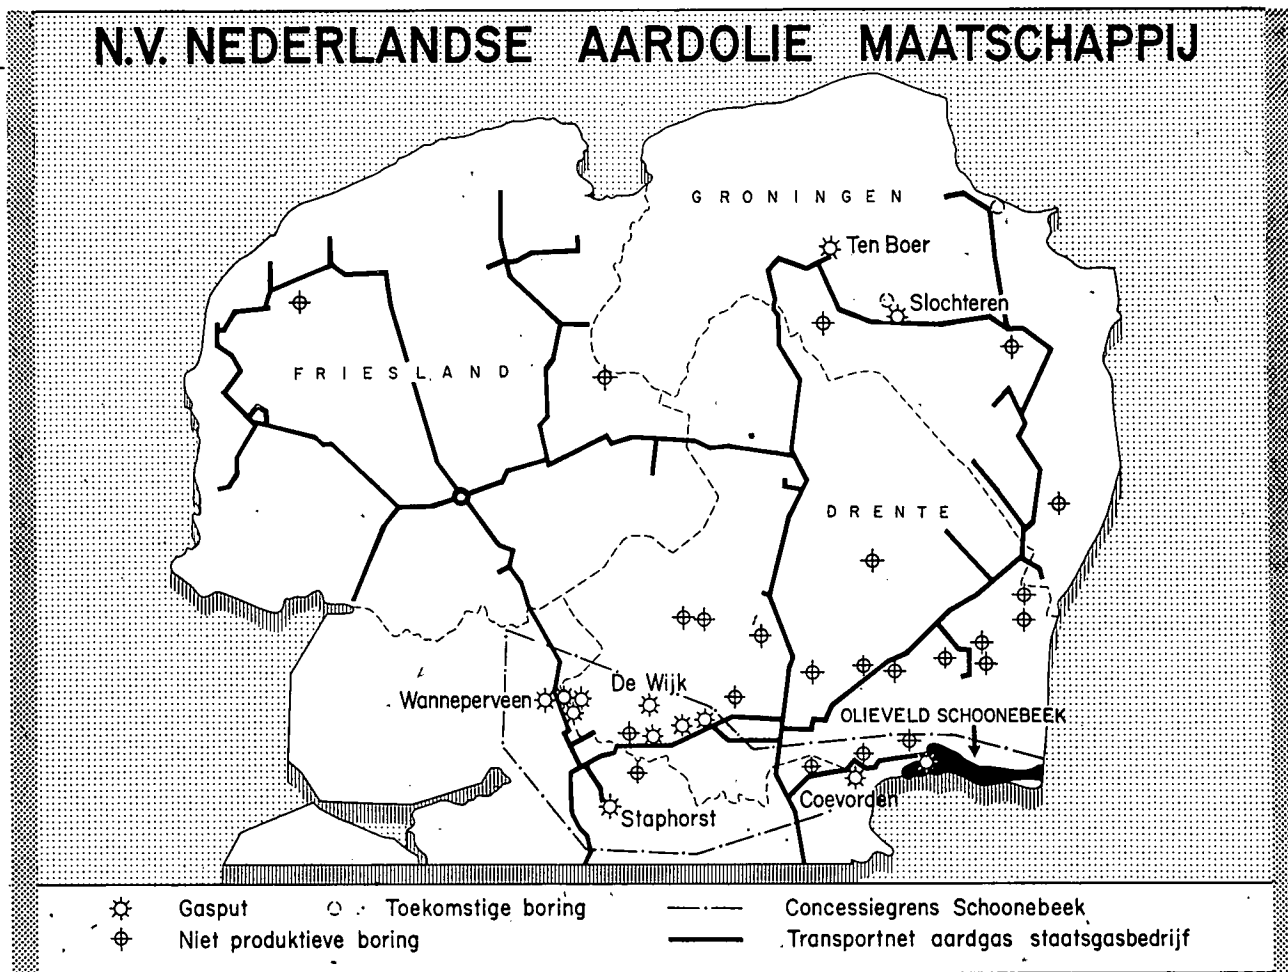 N.V. NEDERLANDSE AARDOLIE MAATSCHAPPIJ
GRONINGEN
Ten Boer
Slochteren
FRIESLAND
DRENTE
De Wijk
Wanneperveen
OLIEVELD SCHOONEBEEK
Coevorden
Staphorst
Gasput
Toekomstige boring
Concessiegrens Schoonebeek
Niet produktieve boring
Transportnet aardgas staatsgasbedrijf